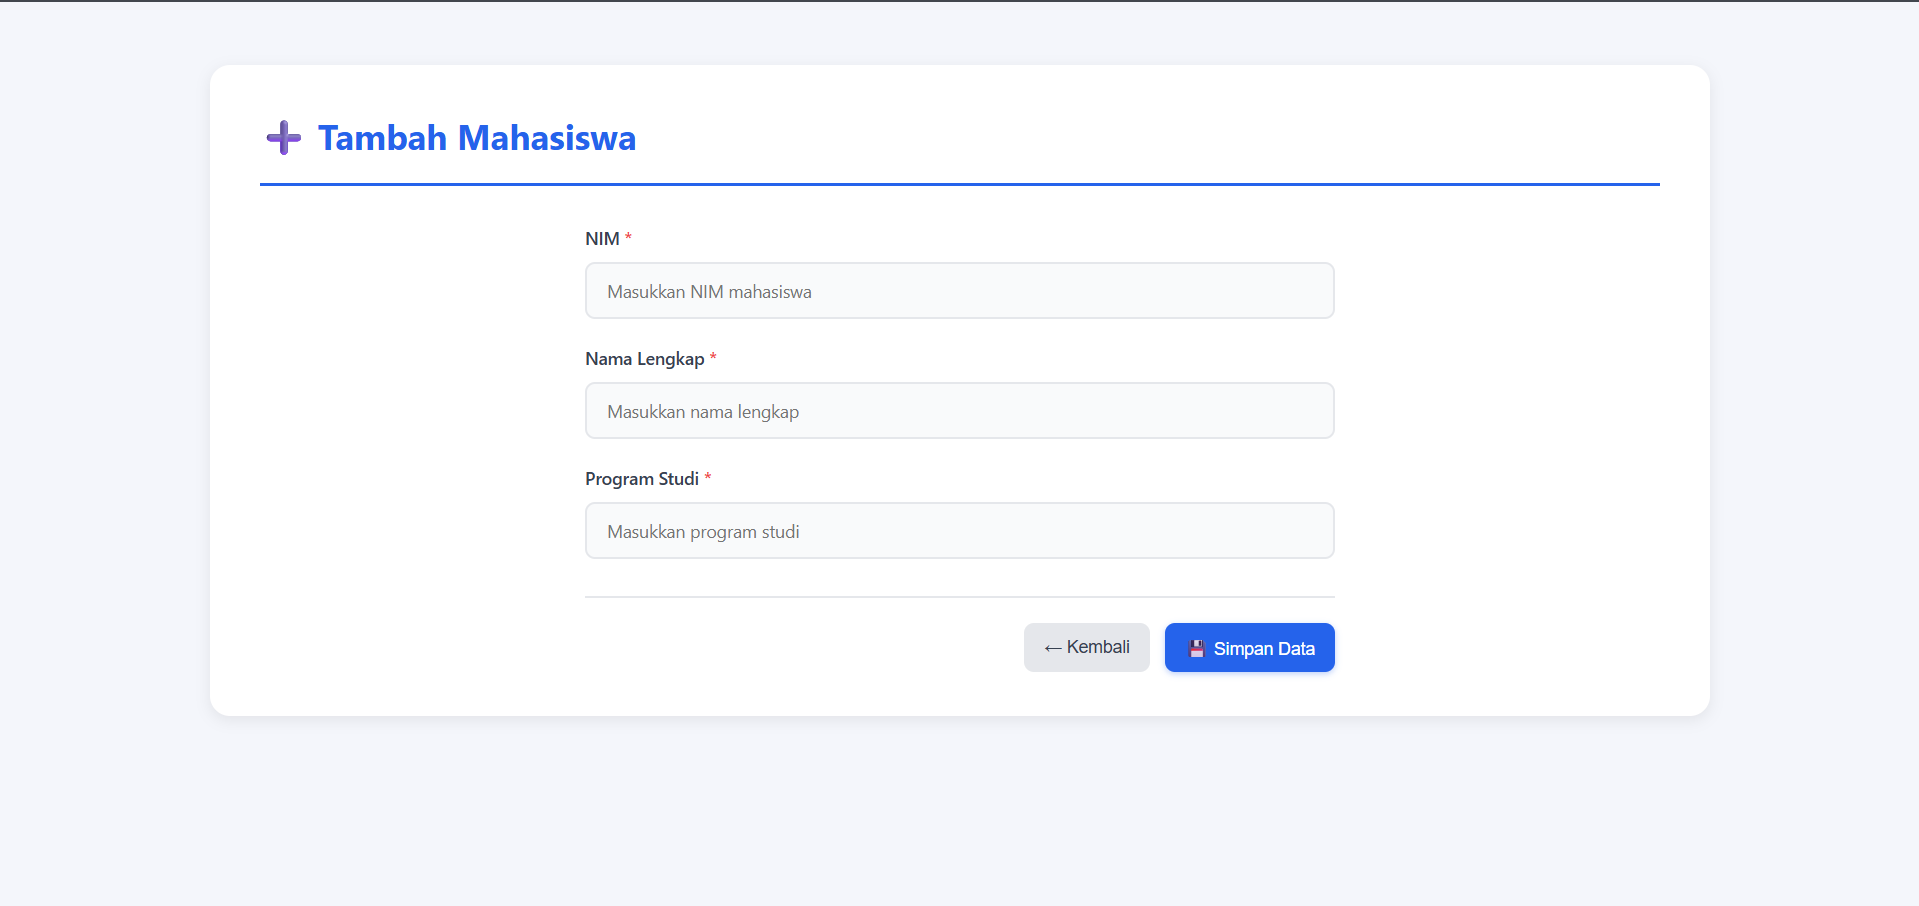 ➕ Tambah Mahasiswa
NIM *
Masukkan NIM mahasiswa
Nama Lengkap *
Masukkan nama lengkap
Program Studi *
Masukkan program studi
← Kembali
💾 Simpan Data